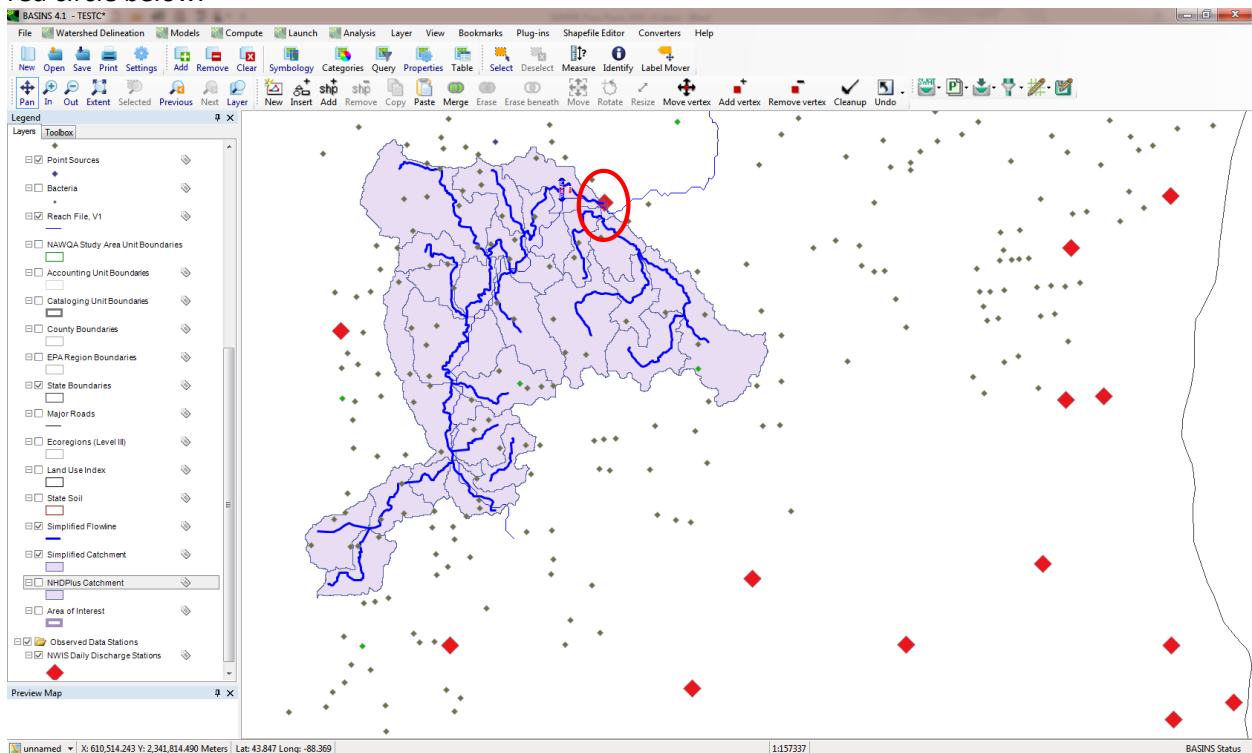 red circle below.
BASINS 4.1 - TESTC*
File Watershed Delineation Models Compute Launch Analysis Layer View Bookmarks Plug-ins Shapefile Editor Converters Help
New Open Save Print Settings Add Remove Clear Symbology Categories Query Properties Table Select Deselect Measure Identify Label Mover
Pan In Out Extent Selected Previous Next Layer New Insert Add Remove Copy Paste Merge Erase Erase beneath Move Rotate Resize Move vertex Add vertex Remove vertex Cleanup Undo
Legend
Layers Toolbox
Point Sources
Bacteria
Reach File, V1
NAWQA Study Area Unit Boundaries
Accounting Unit Boundaries
Cataloging Unit Boundaries
County Boundaries
EPA Region Boundaries
State Boundaries
Major Roads
Ecoregions (Level III)
Land Use Index
State Soil
Simplified Flowline
Simplified Catchment
NHDPlus Catchment
Area of Interest
Observed Data Stations
NWIS Daily Discharge Stations
Preview Map
unnamed X: 610,514.243 Y: 2,341,814.490 Meters Lat: 43.847 Long: -88.369 1:157337 BASINS Status